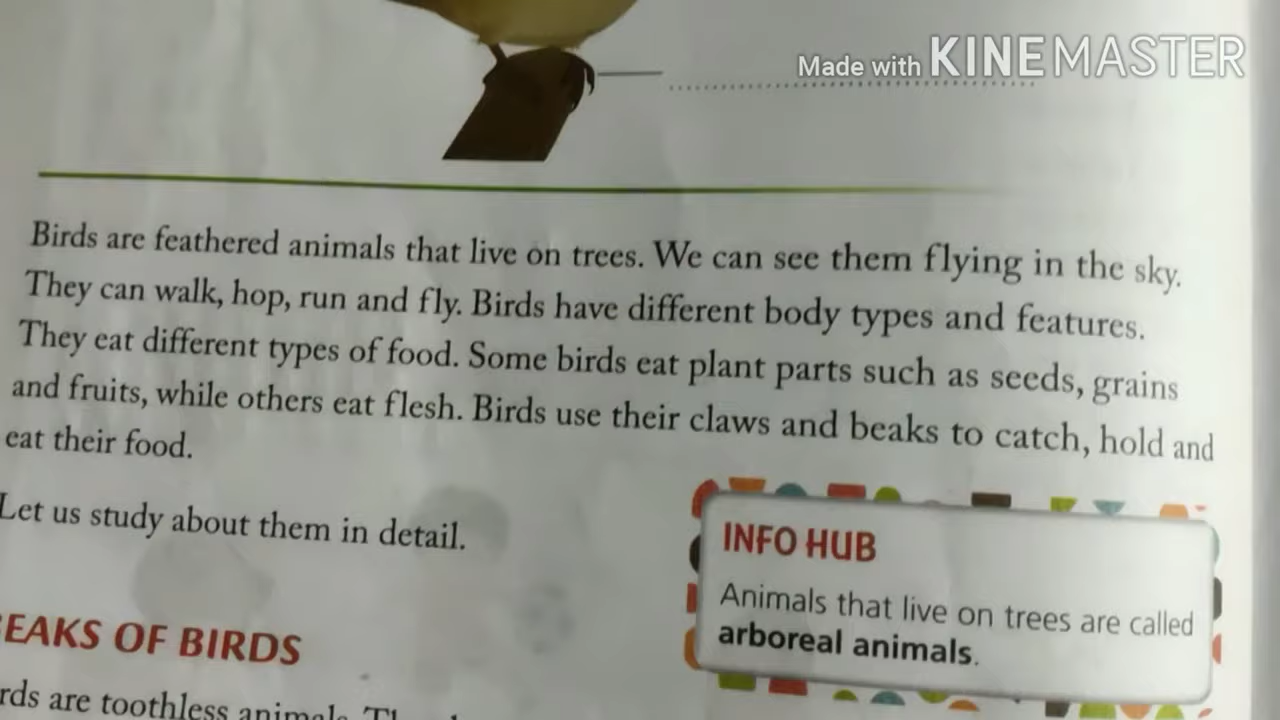 Made with KINEMASTER
Birds are feathered animals that live on trees. We can see them flying in the sky.
They can walk, hop, run and fly. Birds have different body types and features.
They eat different types of food. Some birds eat plant parts such as seeds, grains
and fruits, while others eat flesh. Birds use their claws and beaks to catch, hold and
eat their food.
Let us study about them in detail.
INFO HUB
Animals that live on trees are called
arboreal animals.
EAKS OF BIRDS
rds are toothless